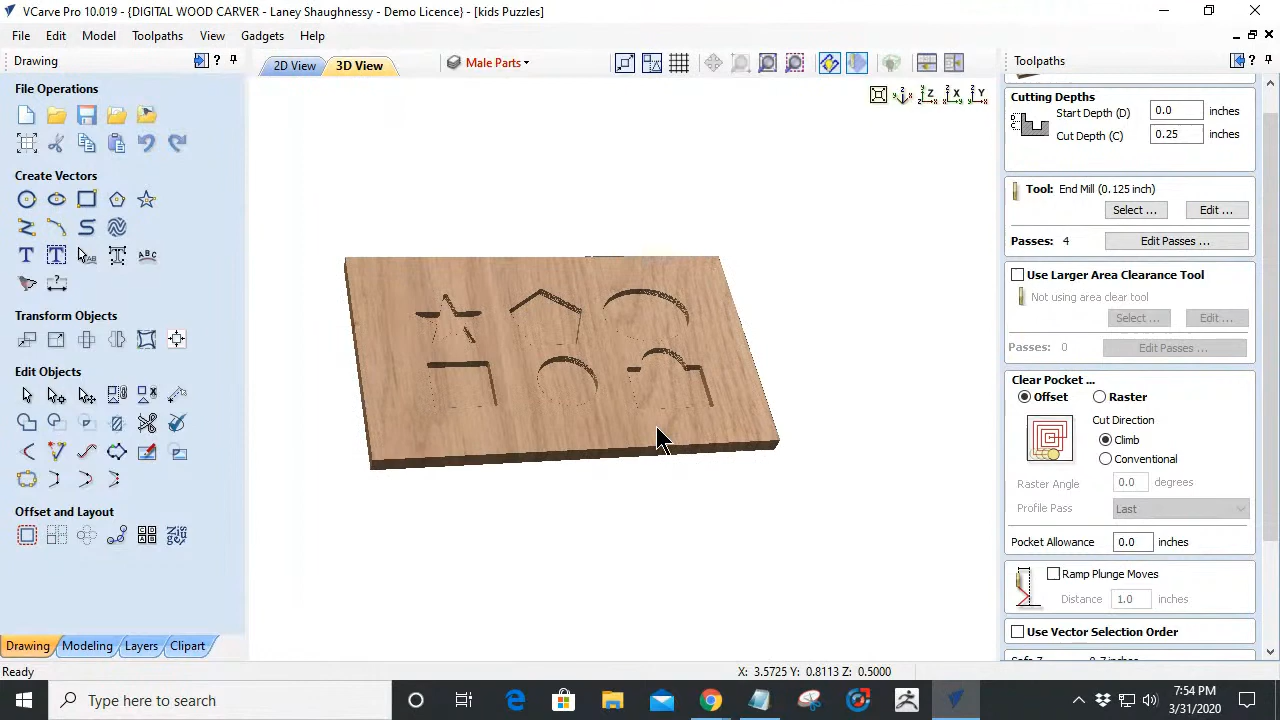 VCarve Pro 10.019 - {DIGITAL WOOD CARVER - Laney Shaughnessy - Demo Licence} - [kids Puzzles]
File Edit Model Toolpaths View Gadgets Help
Drawing
File Operations
Create Vectors
Transform Objects
Edit Objects
Offset and Layout
Drawing Modeling Layers Clipart
2D View 3D View
Male Parts
Toolpaths
Cutting Depths
Start Depth (D) 0.0 inches
Cut Depth (C) 0.25 inches
Tool: End Mill (0.125 inch)
Select ... Edit ...
Passes: 4 Edit Passes ...
Use Larger Area Clearance Tool
Not using area clear tool
Select ... Edit ...
Passes: 0 Edit Passes ...
Clear Pocket ...
Offset Raster
Cut Direction
Climb
Conventional
Raster Angle 0.0 degrees
Profile Pass Last
Pocket Allowance 0.0 inches
Ramp Plunge Moves
Distance 1.0 inches
Use Vector Selection Order
Ready
X: 3.5725 Y: 0.8113 Z: 0.5000
Type here to search
7:54 PM
3/31/2020